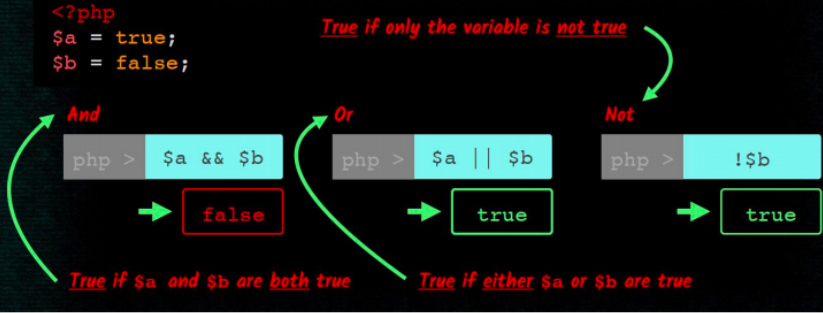 <?php
$a = true;
$b = false;
True if only the variable is not true
And
Or
Not
php > $a && $b
php > $a || $b
php > !$b
false
true
true
True if $a and $b are both true
True if either $a or $b are true